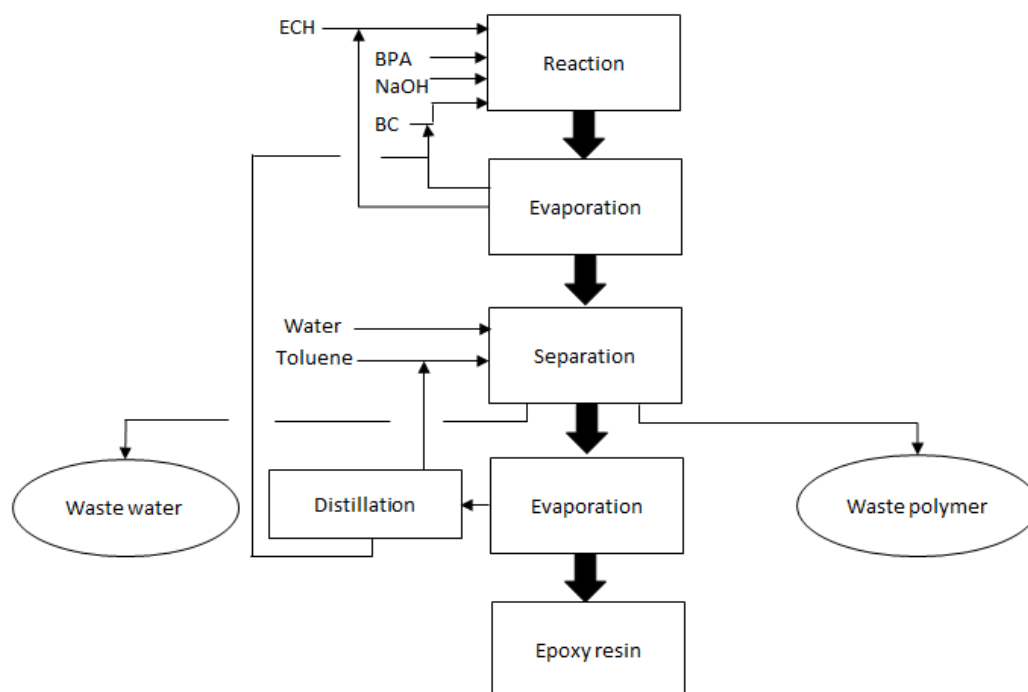 ECH
BPA
NaOH
BC
Reaction
Evaporation
Water
Toluene
Separation
Waste water
Distillation
Evaporation
Waste polymer
Epoxy resin